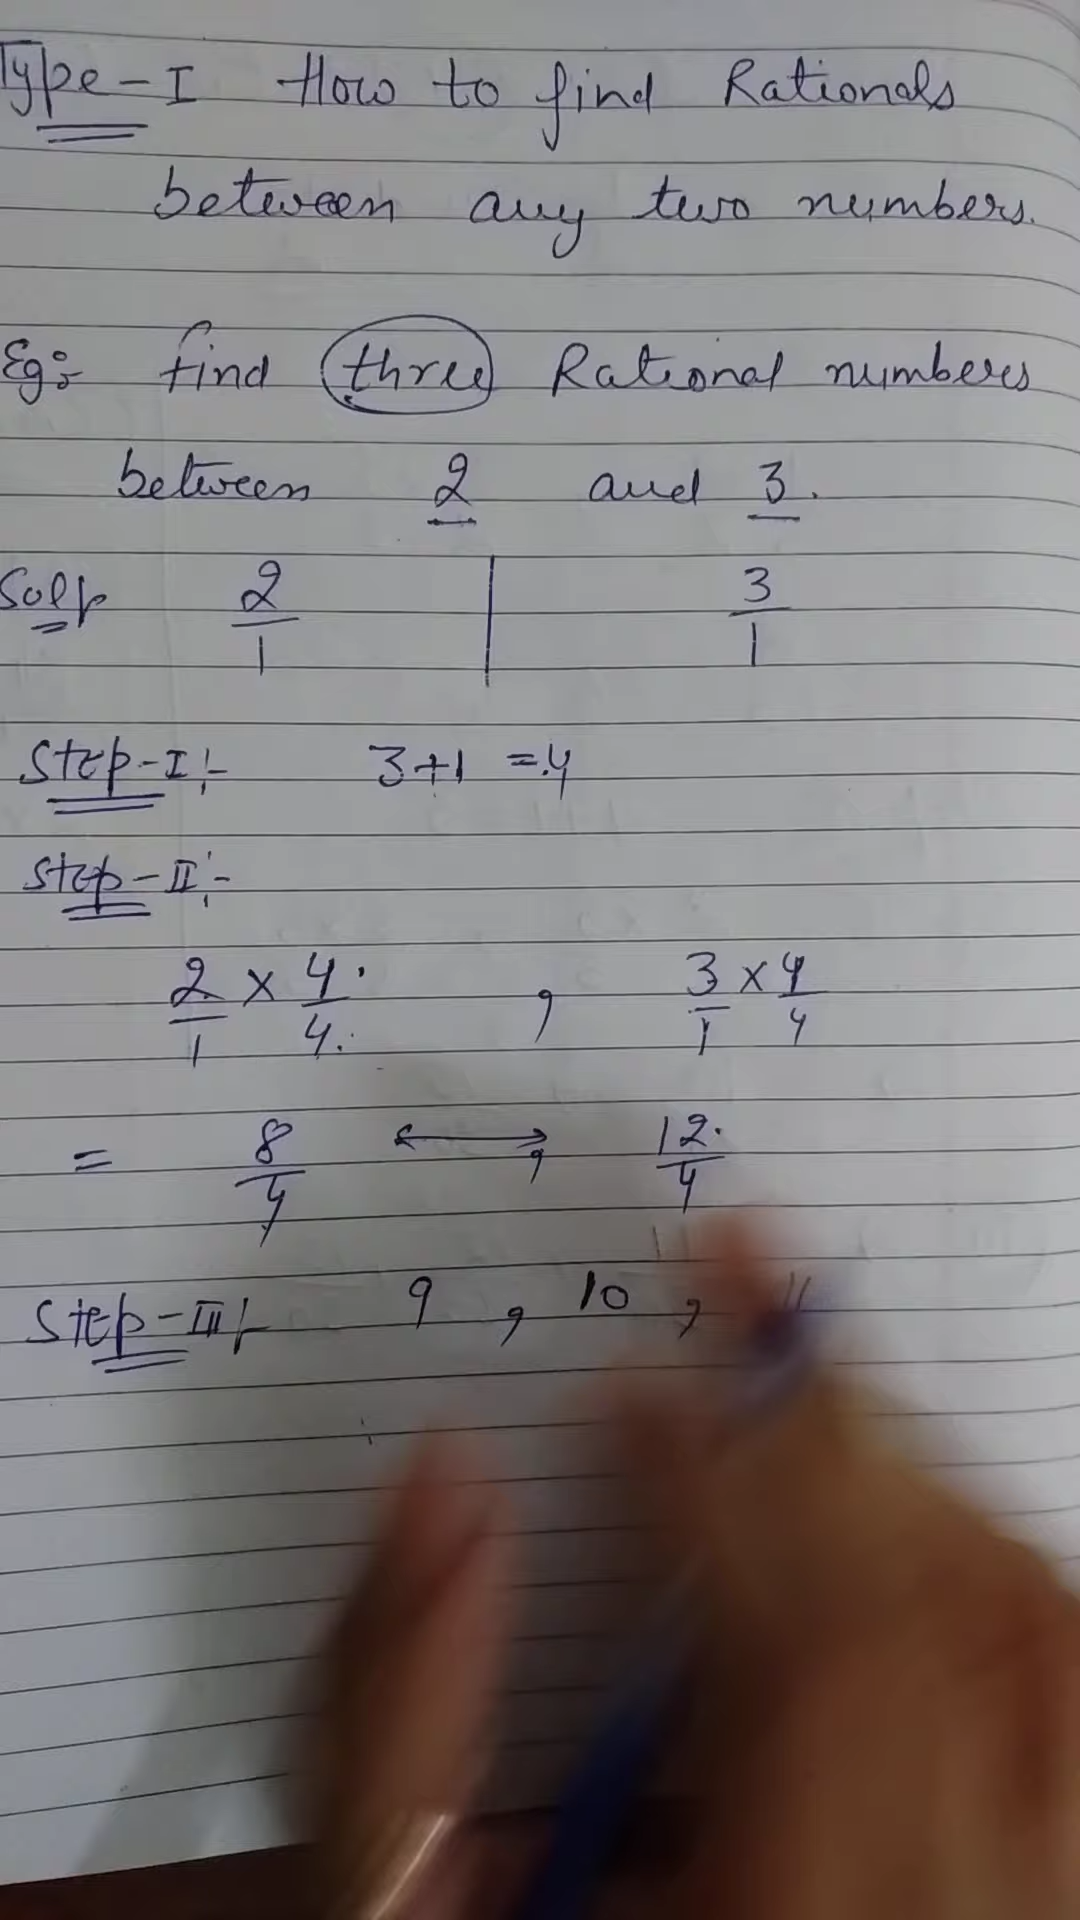 Type-I How to find Rationals
between any two numbers.
Eg:- find three Rational numbers
between 2 and 3.
Soln 2/1 | 3/1
Step-I:- 3+1 = 4
Step-II:-
2/1 × 4/4 , 3/1 × 4/4
= 8/4 ↔ , 12/4
Step-III:- 9 , 10 , 11